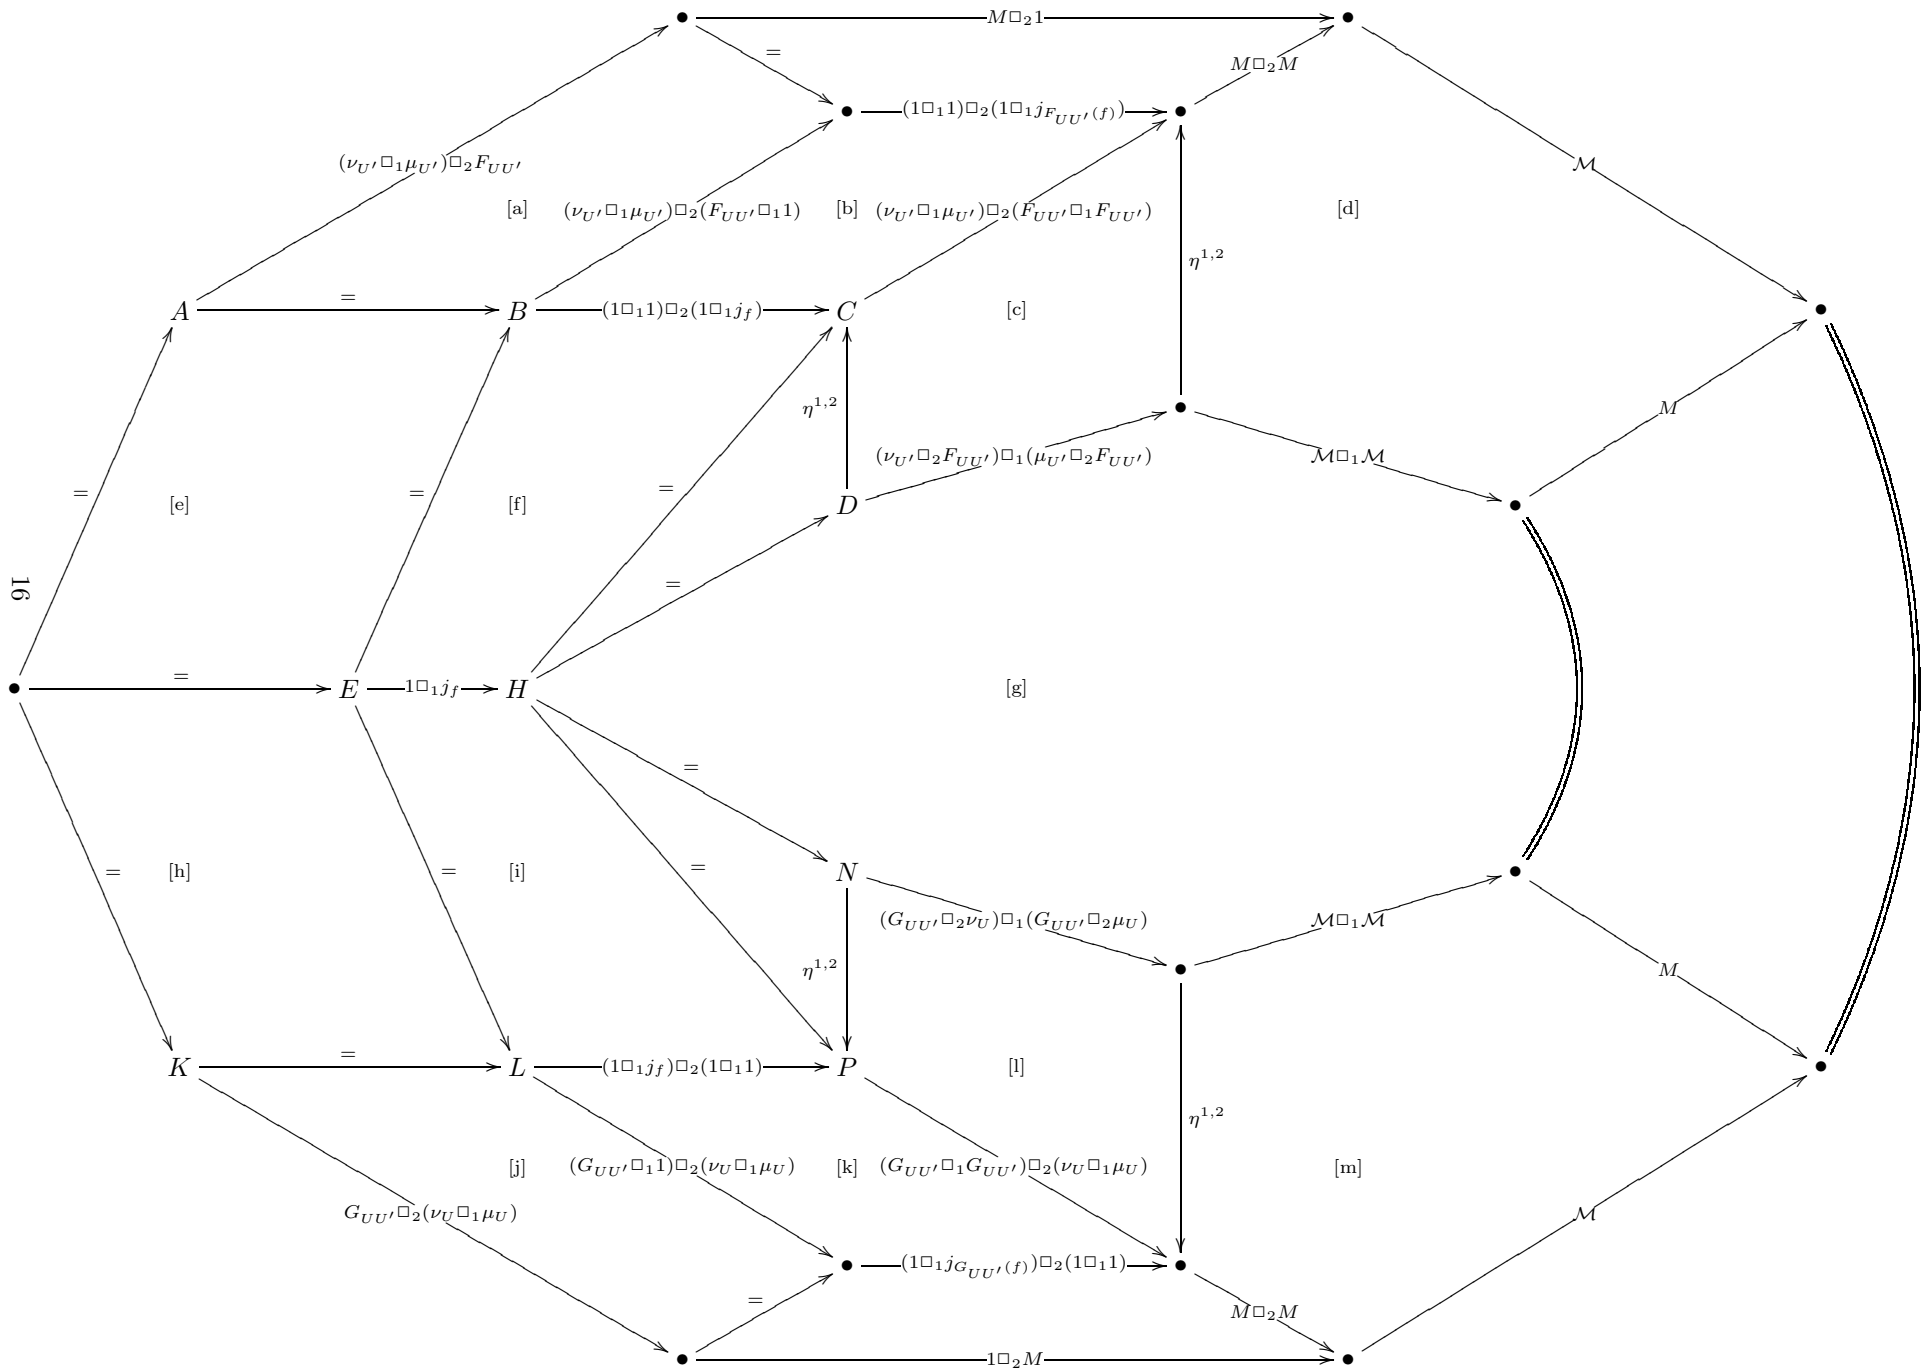 M□₂1
=
M□₂M
(1□₁1)□₂(1□₁j_{F_{UU'}(f)})
(ν_{U'}□₁μ_{U'})□₂F_{UU'}
ℳ
[a]
(ν_{U'}□₁μ_{U'})□₂(F_{UU'}□₁1)
[b]
(ν_{U'}□₁μ_{U'})□₂(F_{UU'}□₁F_{UU'})
[d]
η^{1,2}
A
=
B
(1□₁1)□₂(1□₁j_f)
C
[c]
η^{1,2}
M
(ν_{U'}□₂F_{UU'})□₁(μ_{U'}□₂F_{UU'})
ℳ□₁ℳ
=
=
=
[e]
[f]
D
16
=
=
E
1□₁j_f
H
[g]
=
=
[h]
=
[i]
=
N
(G_{UU'}□₂ν_U)□₁(G_{UU'}□₂μ_U)
ℳ□₁ℳ
η^{1,2}
M
K
=
L
(1□₁j_f)□₂(1□₁1)
P
[l]
η^{1,2}
[j]
(G_{UU'}□₁1)□₂(ν_U□₁μ_U)
[k]
(G_{UU'}□₁G_{UU'})□₂(ν_U□₁μ_U)
[m]
G_{UU'}□₂(ν_U□₁μ_U)
ℳ
(1□₁j_{G_{UU'}(f)})□₂(1□₁1)
=
M□₂M
1□₂M